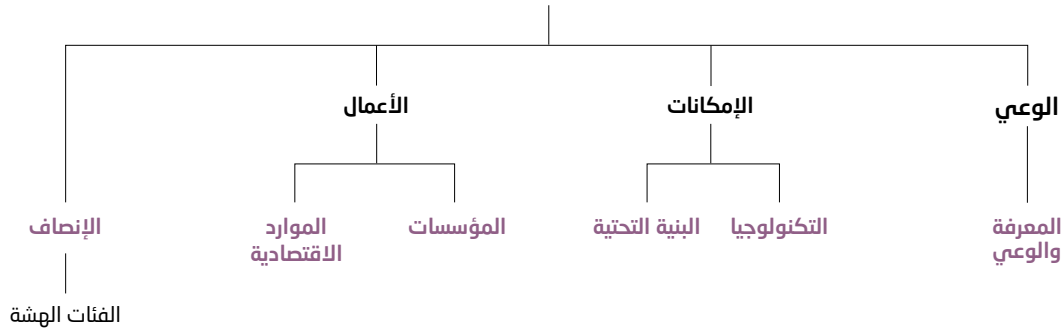 الوعي
الإمكانات
الأعمال
المعرفة
والوعي
التكنولوجيا
البنية التحتية
المؤسسات
الموارد
الاقتصادية
الإنصاف
الفئات الهشة